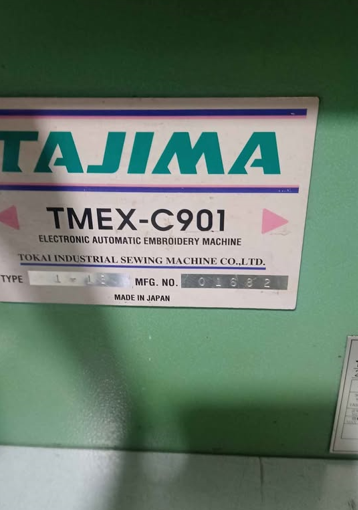 TAJIMA
TMEX-C901
ELECTRONIC AUTOMATIC EMBROIDERY MACHINE
TOKAI INDUSTRIAL SEWING MACHINE CO.,LTD.
TYPE MFG. NO. 01682
MADE IN JAPAN